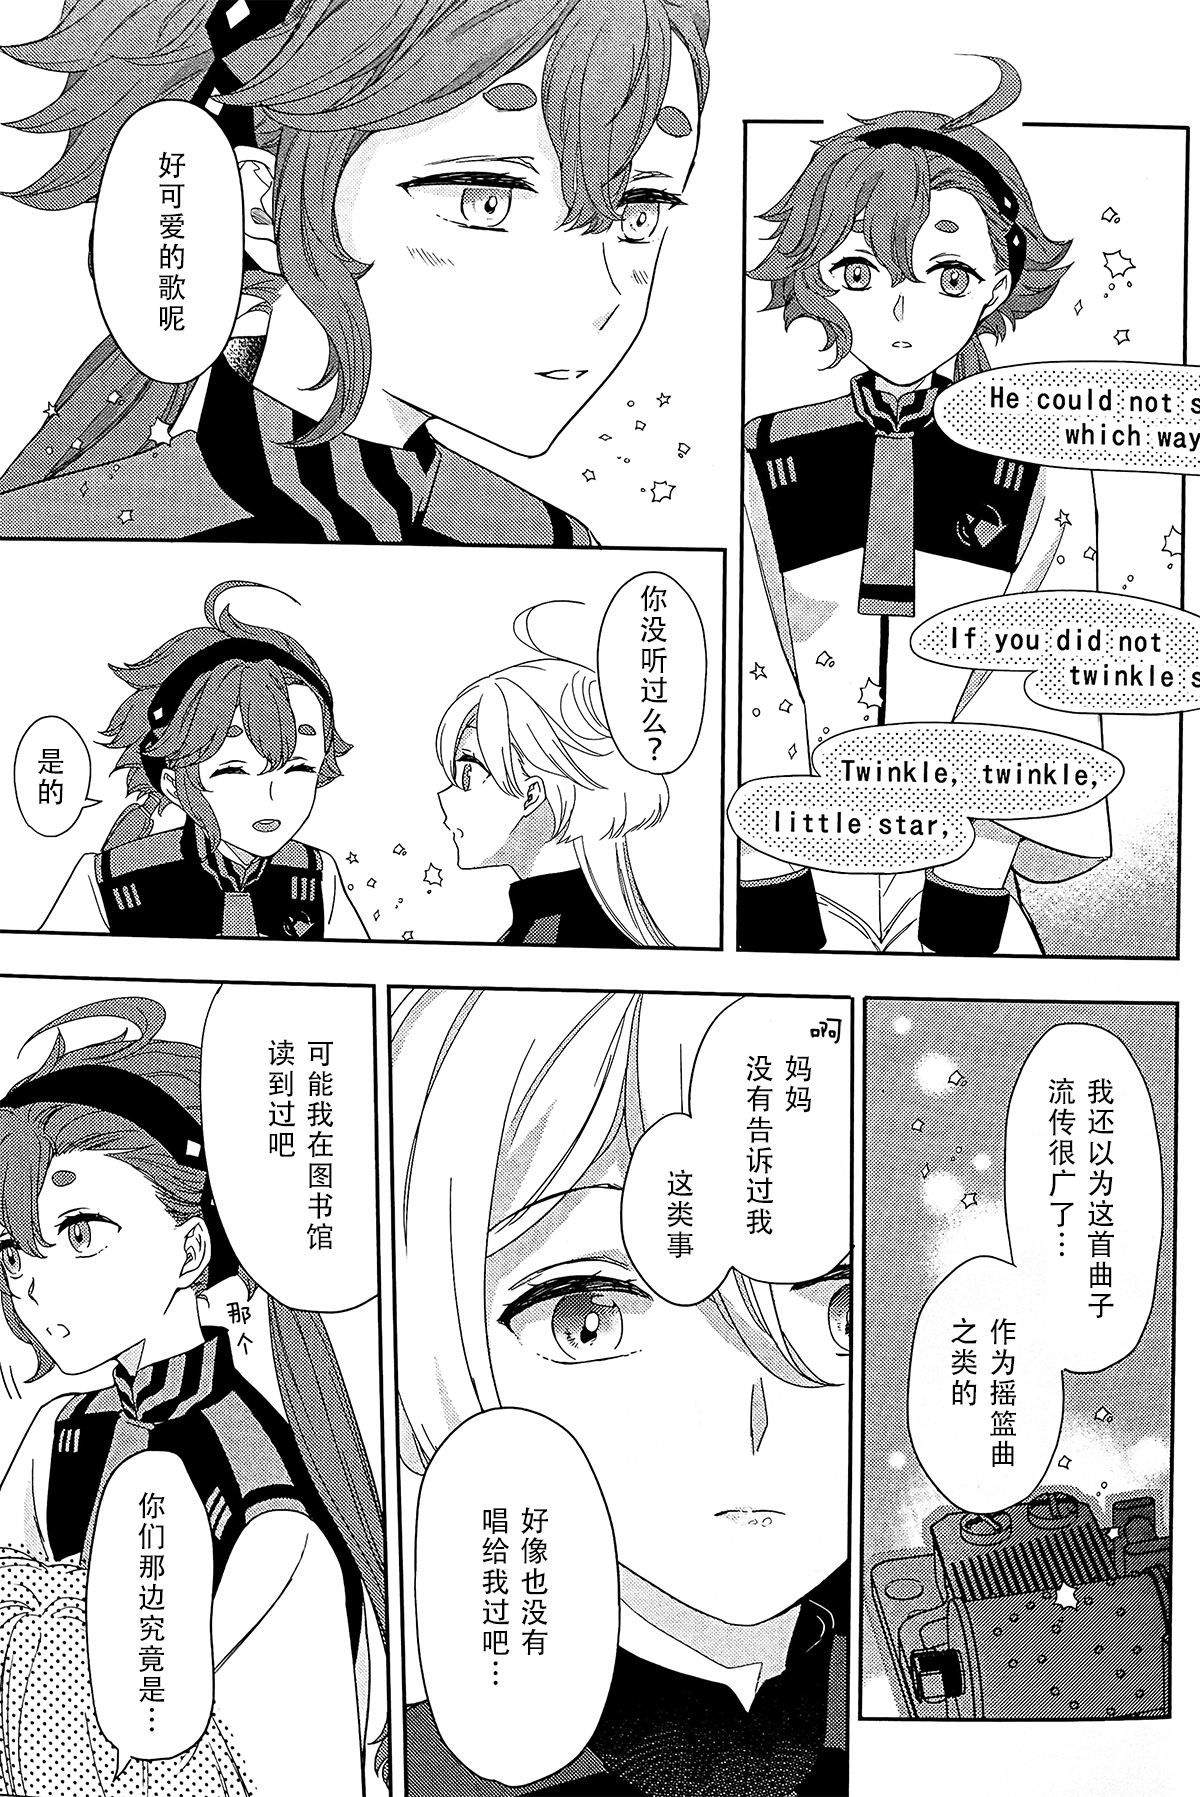 He could not s
which way
If you did not
twinkle s
Twinkle, twinkle,
little star,
好可爱的歌呢
你没听过么？
是的
我还以为这首曲子
流传很广了…
作为摇篮曲
之类的
啊
妈妈
没有告诉过我
这类事
好像也没有
唱给我过吧…
可能我在图书馆
读到过吧
那个
你们那边究竟是…